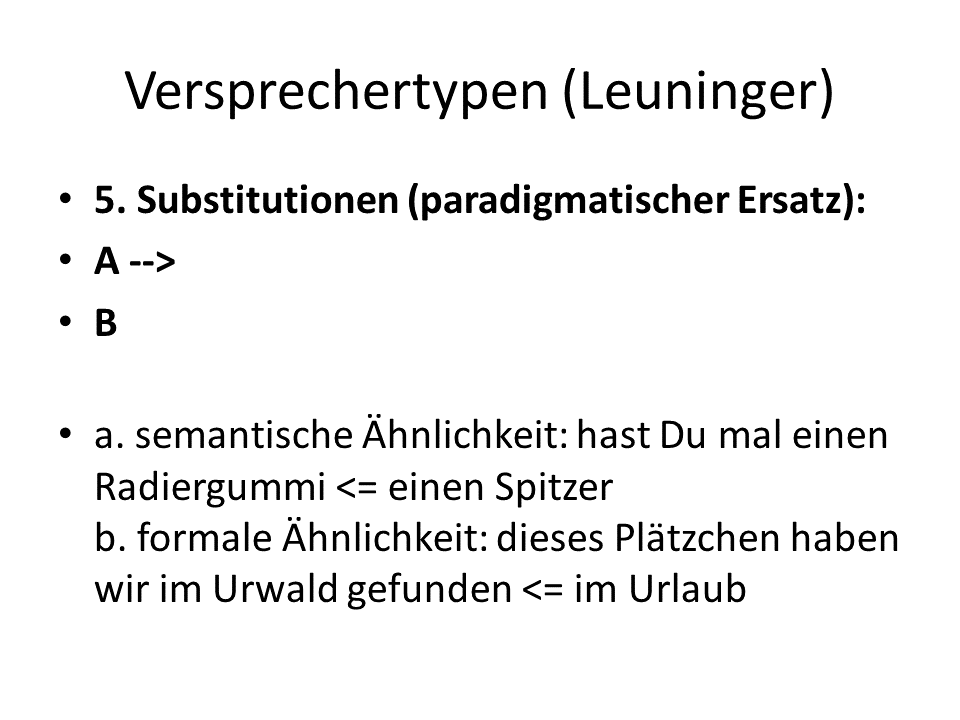 Versprechertypen (Leuninger)
• 5. Substitutionen (paradigmatischer Ersatz):
• A -->
• B
• a. semantische Ähnlichkeit: hast Du mal einen
Radiergummi <= einen Spitzer
b. formale Ähnlichkeit: dieses Plätzchen haben
wir im Urwald gefunden <= im Urlaub